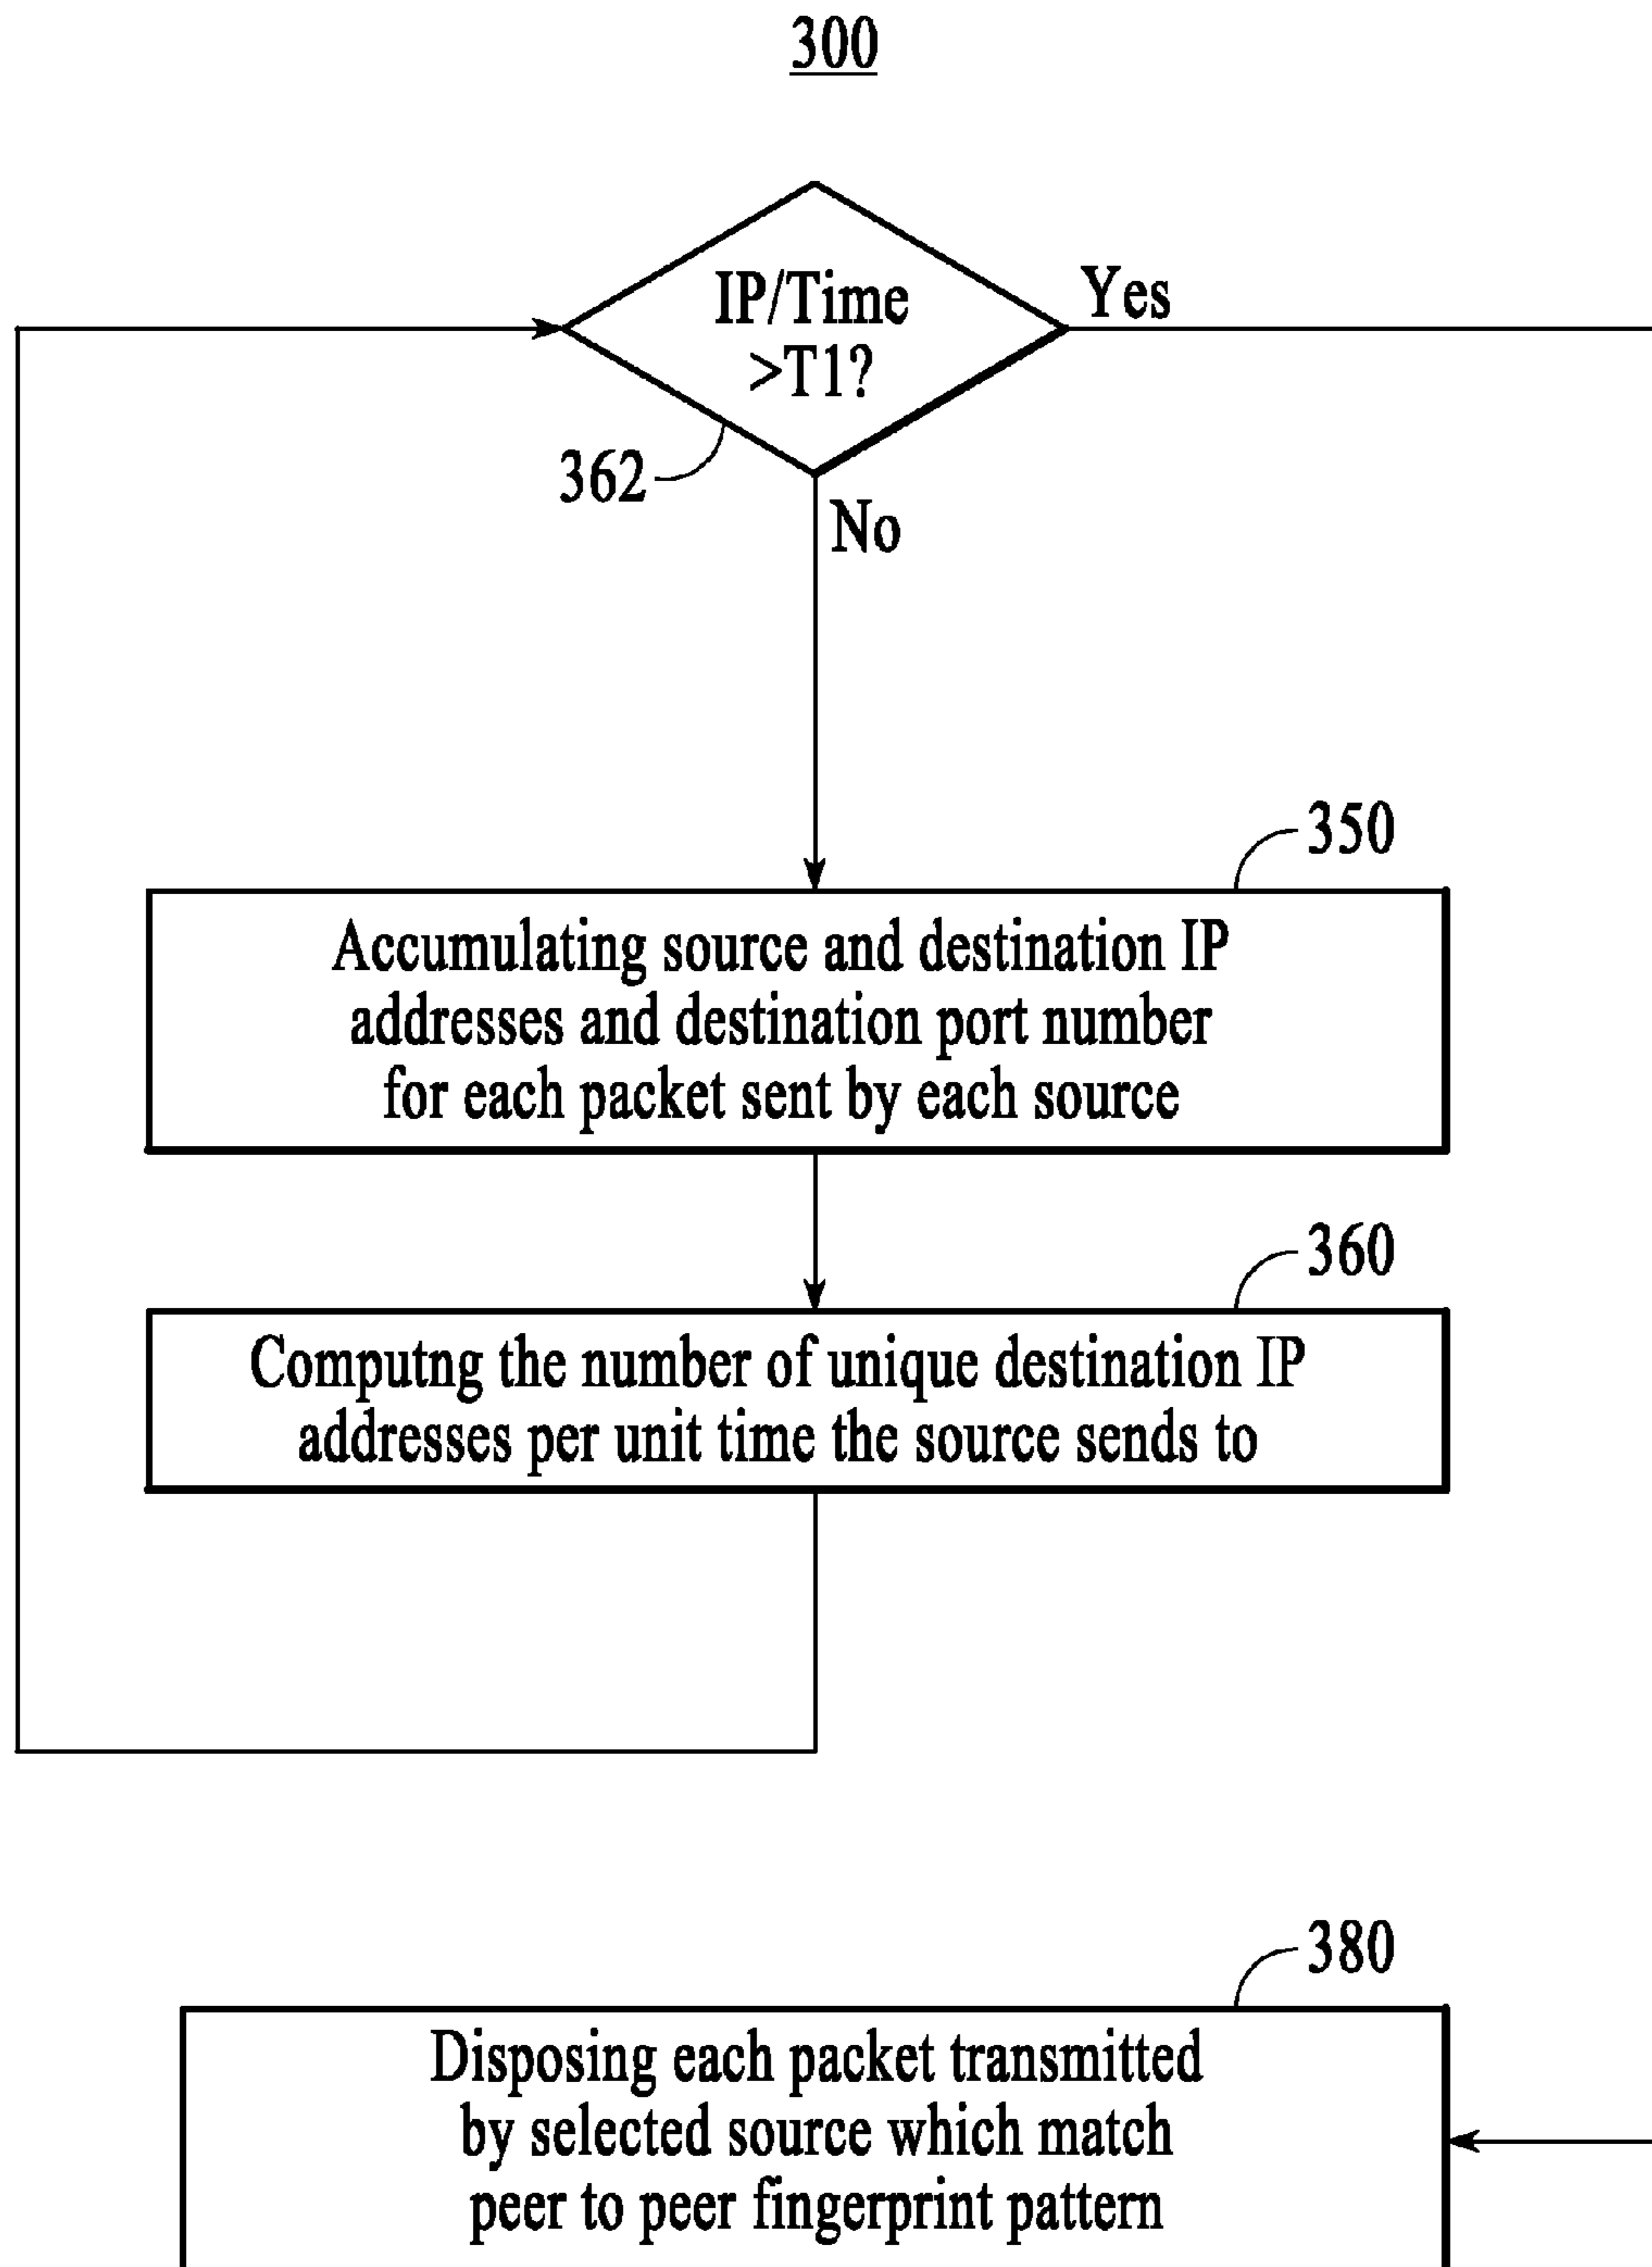 300
IP/Time
>T1?
Yes
362
No
350
Accumulating source and destination IP
addresses and destination port number
for each packet sent by each source
360
Computng the number of unique destination IP
addresses per unit time the source sends to
380
Disposing each packet transmitted
by selected source which match
peer to peer fingerprint pattern